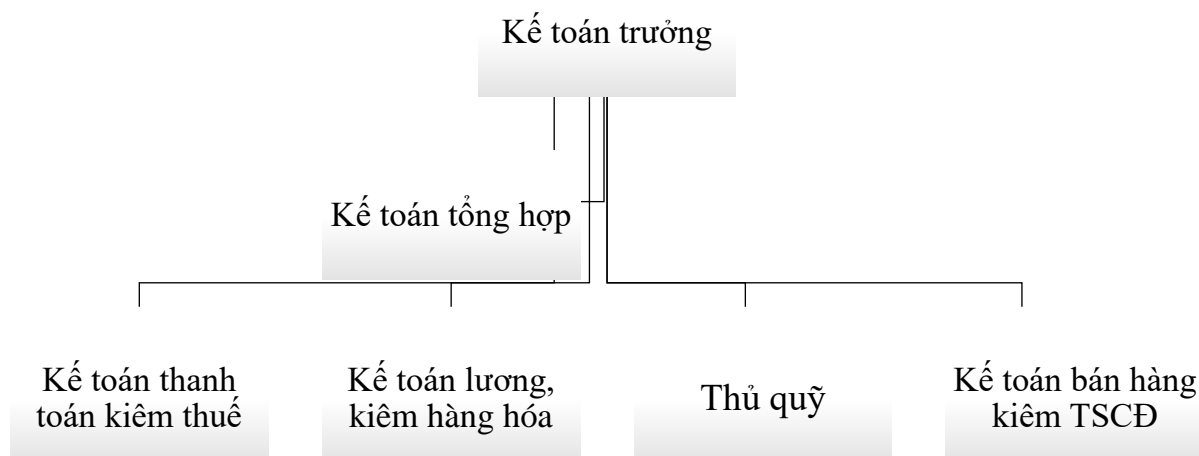 Kế toán trưởng
Kế toán tổng hợp
Kế toán thanh
toán kiêm thuế
Kế toán lương,
kiêm hàng hóa
Thủ quỹ
Kế toán bán hàng
kiêm TSCĐ